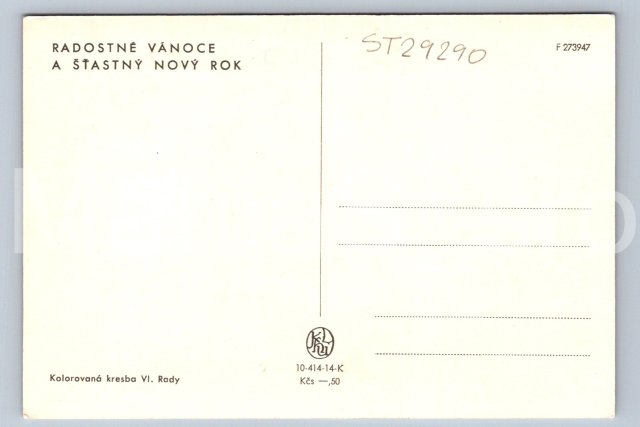 RADOSTNÉ VÁNOCE
A ŠŤASTNÝ NOVÝ ROK
ST29290
F 273947
10-414-14-K
Kčs —,50
Kolorovaná kresba Vl. Rady